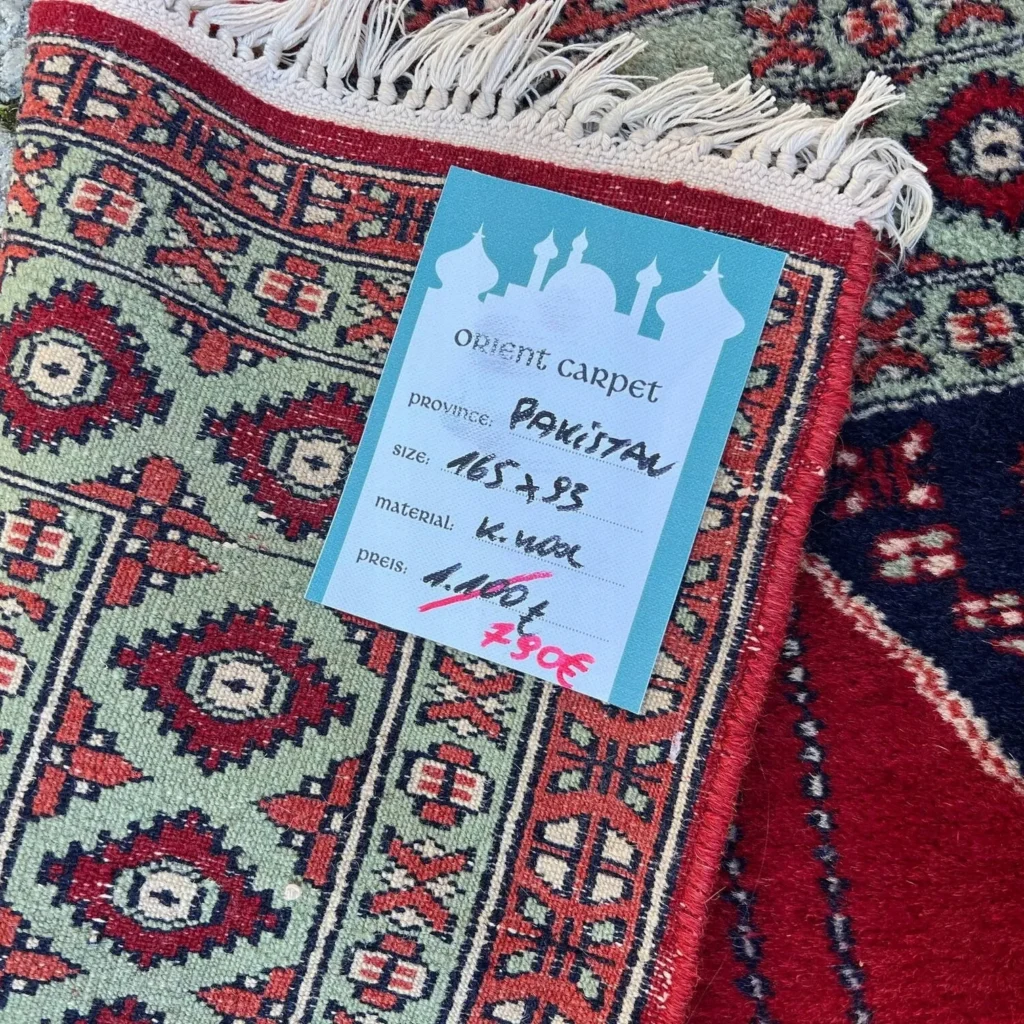 ORIENT CARPET
PROVINCE: PAKISTAN
SIZE: 165 x 93
MATERIAL: K. WOOL
PREIS: 1.100 €
790€